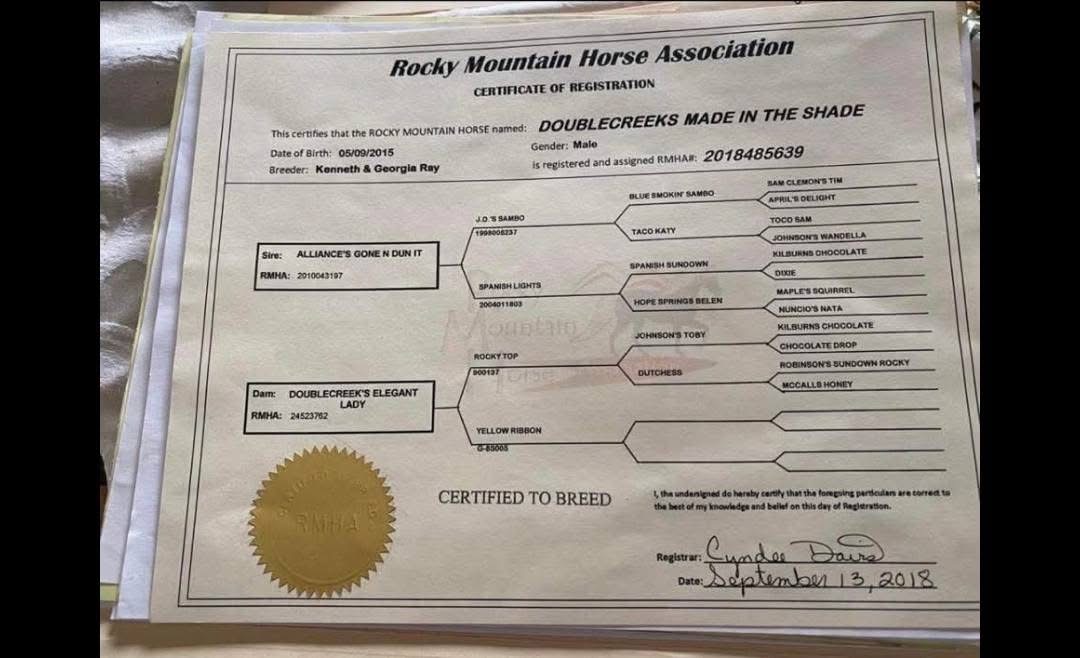 Rocky Mountain Horse Association
CERTIFICATE OF REGISTRATION
This certifies that the ROCKY MOUNTAIN HORSE named: DOUBLECREEKS MADE IN THE SHADE
Date of Birth: 05/09/2015
Gender: Male
Breeder: Kenneth & Georgia Ray
is registered and assigned RMHA#: 2018485639
Sire: ALLIANCE'S GONE N DUN IT
RMHA: 2010043197
J.D.'S SAMBO
1998008237
SPANISH LIGHTS
2004011803
BLUE SMOKIN' SAMBO
TACO KATY
SPANISH SUNDOWN
HOPE SPRINGS BELEN
SAM CLEMON'S TIM
APRIL'S DELIGHT
TOCO SAM
JOHNSON'S WANDELLA
KILBURNS CHOCOLATE
DIXIE
MAPLE'S SQUIRREL
NUNCIO'S NATA
Dam: DOUBLECREEK'S ELEGANT
LADY
RMHA: 24523762
ROCKY TOP
900137
YELLOW RIBBON
G-85005
JOHNSON'S TOBY
DUTCHESS
KILBURNS CHOCOLATE
CHOCOLATE DROP
ROBINSON'S SUNDOWN ROCKY
MCCALLS HONEY
Mountain
Horse
RMHA
CERTIFIED TO BREED
I, the undersigned do hereby certify that the foregoing particulars are correct to
the best of my knowledge and belief on this day of Registration.
Registrar: Cyndee Davis
Date: September 13, 2018